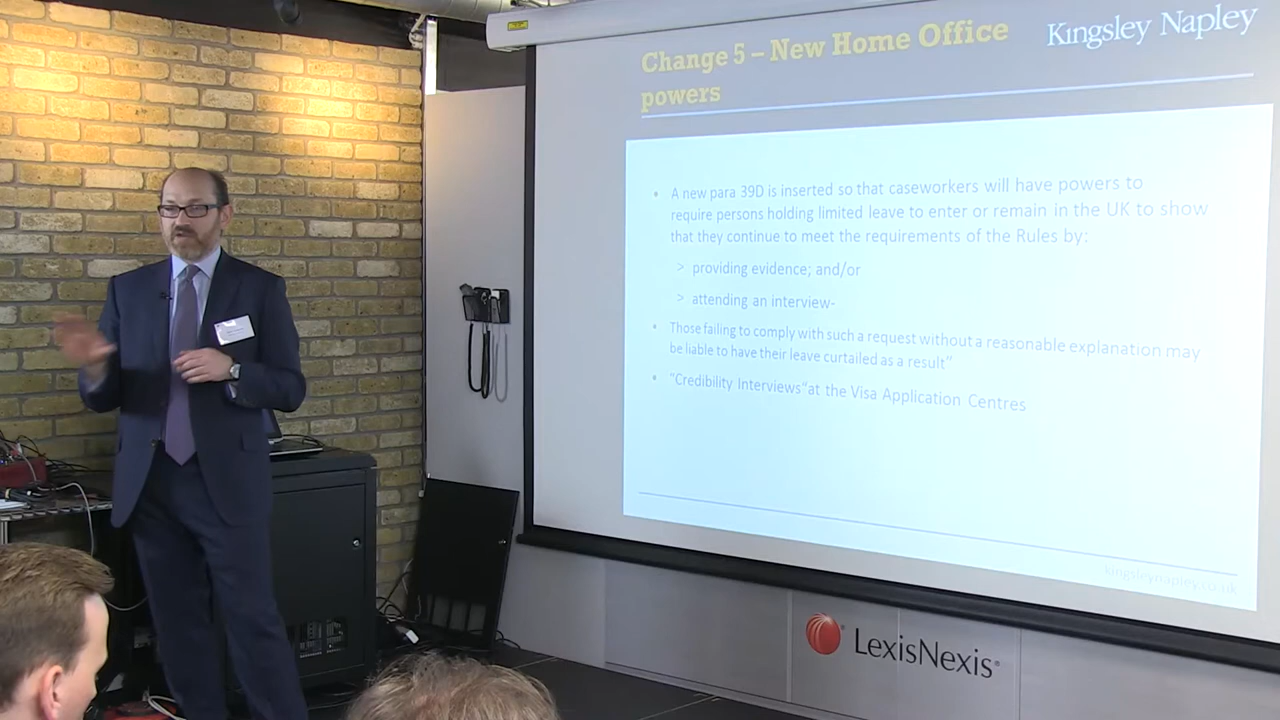 Change 5 – New Home Office
powers
Kingsley Napley
• A new para 39D is inserted so that caseworkers will have powers to
require persons holding limited leave to enter or remain in the UK to show
that they continue to meet the requirements of the Rules by:
> providing evidence; and/or
> attending an interview-
• Those failing to comply with such a request without a reasonable explanation may
be liable to have their leave curtailed as a result"
• "Credibility Interviews"at the Visa Application Centres
kingsleynapley.co.uk
LexisNexis®